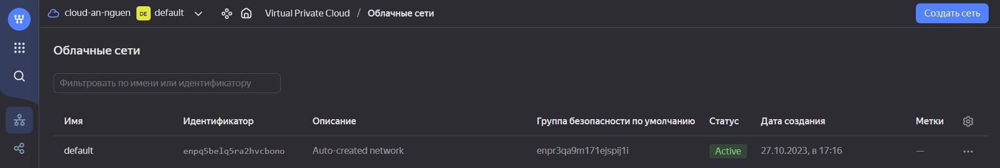 cloud-an-nguen DE default Virtual Private Cloud / Облачные сети Создать сеть
Облачные сети
Фильтровать по имени или идентификатору
Имя Идентификатор Описание Группа безопасности по умолчанию Статус Дата создания Метки
default enpq5belq5ra2hvcbono Auto-created network enpr3qa9m171ejspij1i Active 27.10.2023, в 17:16 —